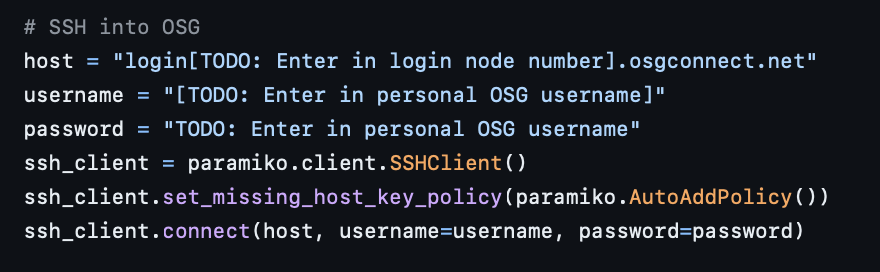 # SSH into OSG
host = "login[TODO: Enter in login node number].osgconnect.net"
username = "[TODO: Enter in personal OSG username]"
password = "TODO: Enter in personal OSG username"
ssh_client = paramiko.client.SSHClient()
ssh_client.set_missing_host_key_policy(paramiko.AutoAddPolicy())
ssh_client.connect(host, username=username, password=password)